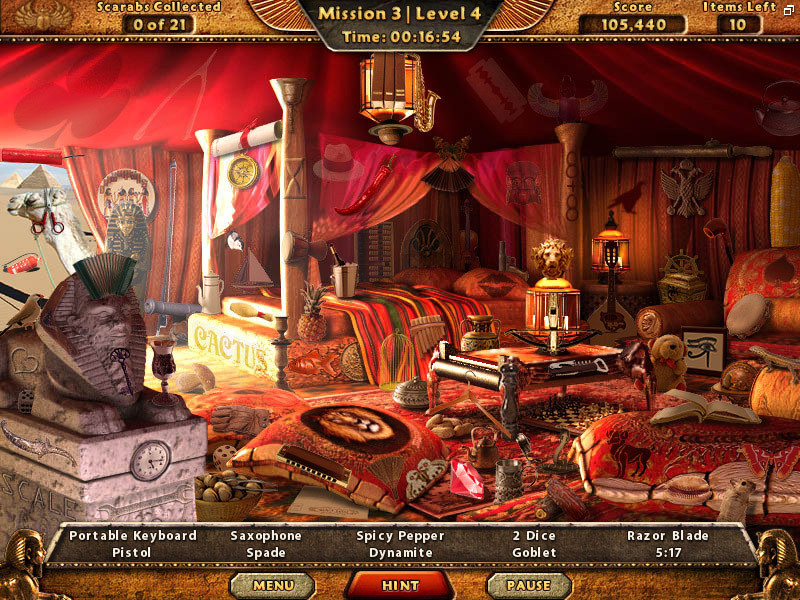 Scarabs Collected
0 of 21
Mission 3 | Level 4
Time: 00:16:54
Score
105,440
Items Left
10
CACTUS
SCALE
Portable Keyboard Saxophone Spicy Pepper 2 Dice Razor Blade
Pistol Spade Dynamite Goblet 5:17
MENU HINT PAUSE